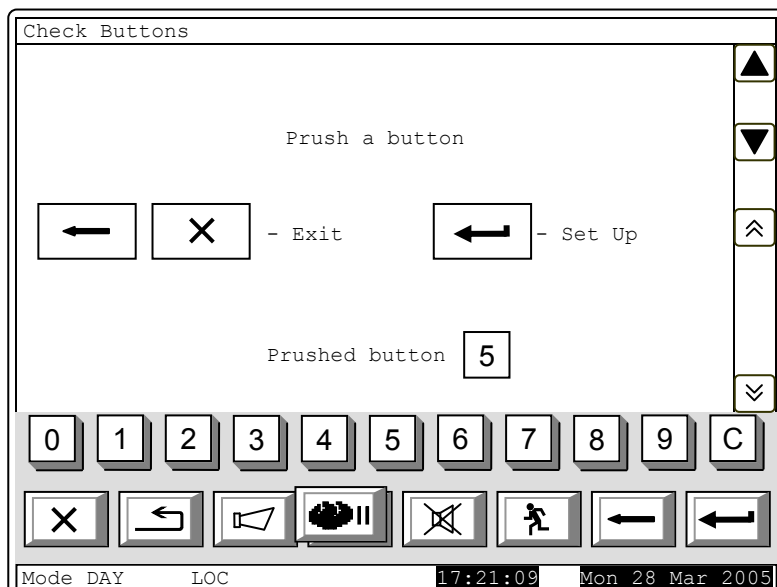 Check Buttons
Prush a button
- Exit - Set Up
Prushed button 5
0 1 2 3 4 5 6 7 8 9 C
Mode DAY LOC 17:21:09 Mon 28 Mar 2005